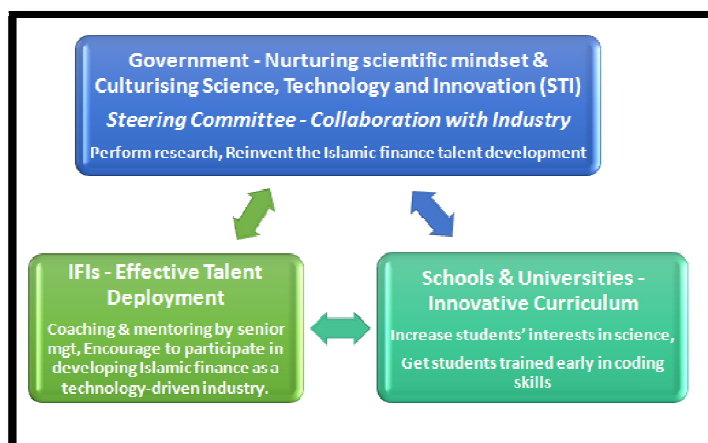 Government - Nurturing scientific mindset &
Culturising Science, Technology and Innovation (STI)
Steering Committee - Collaboration with Industry
Perform research, Reinvent the Islamic finance talent development
IFIs - Effective Talent
Deployment
Coaching & mentoring by senior
mgt, Encourage to participate in
developing Islamic finance as a
technology-driven industry.
Schools & Universities -
Innovative Curriculum
Increase students' interests in science,
Get students trained early in coding
skills